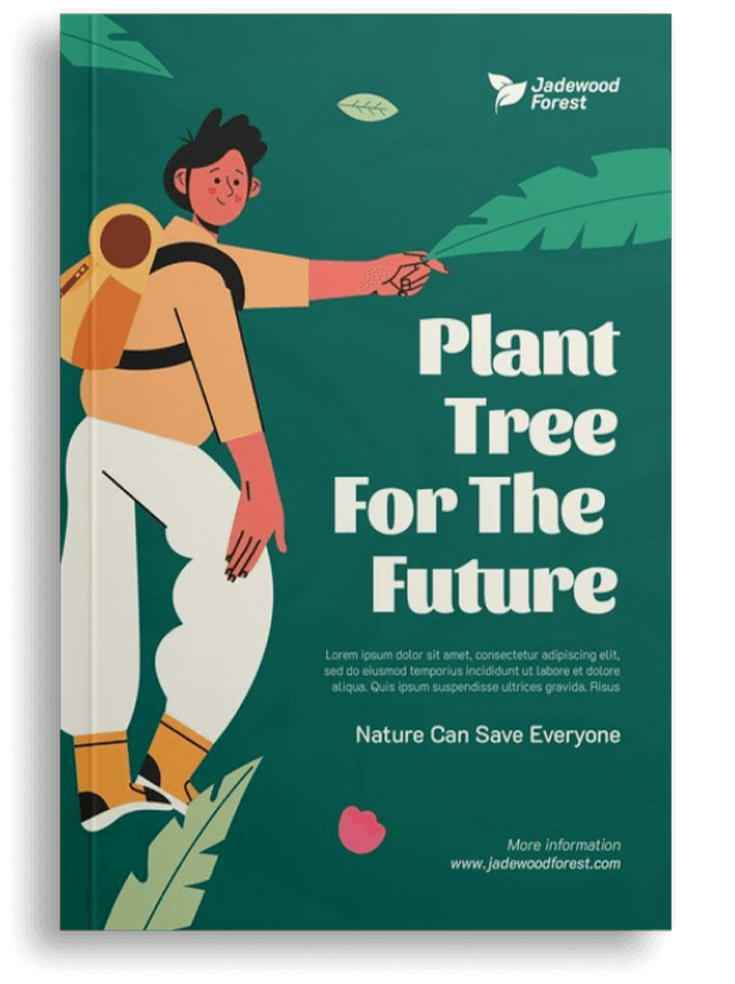 Jadewood
Forest
Plant
Tree
For The
Future
Lorem ipsum dolor sit amet, consectetur adipiscing elit,
sed do eiusmod temporius incididunt ut labore et dolore
aliqua. Quis ipsum suspendisse ultrices gravida. Risus
Nature Can Save Everyone
More information
www.jadewoodforest.com